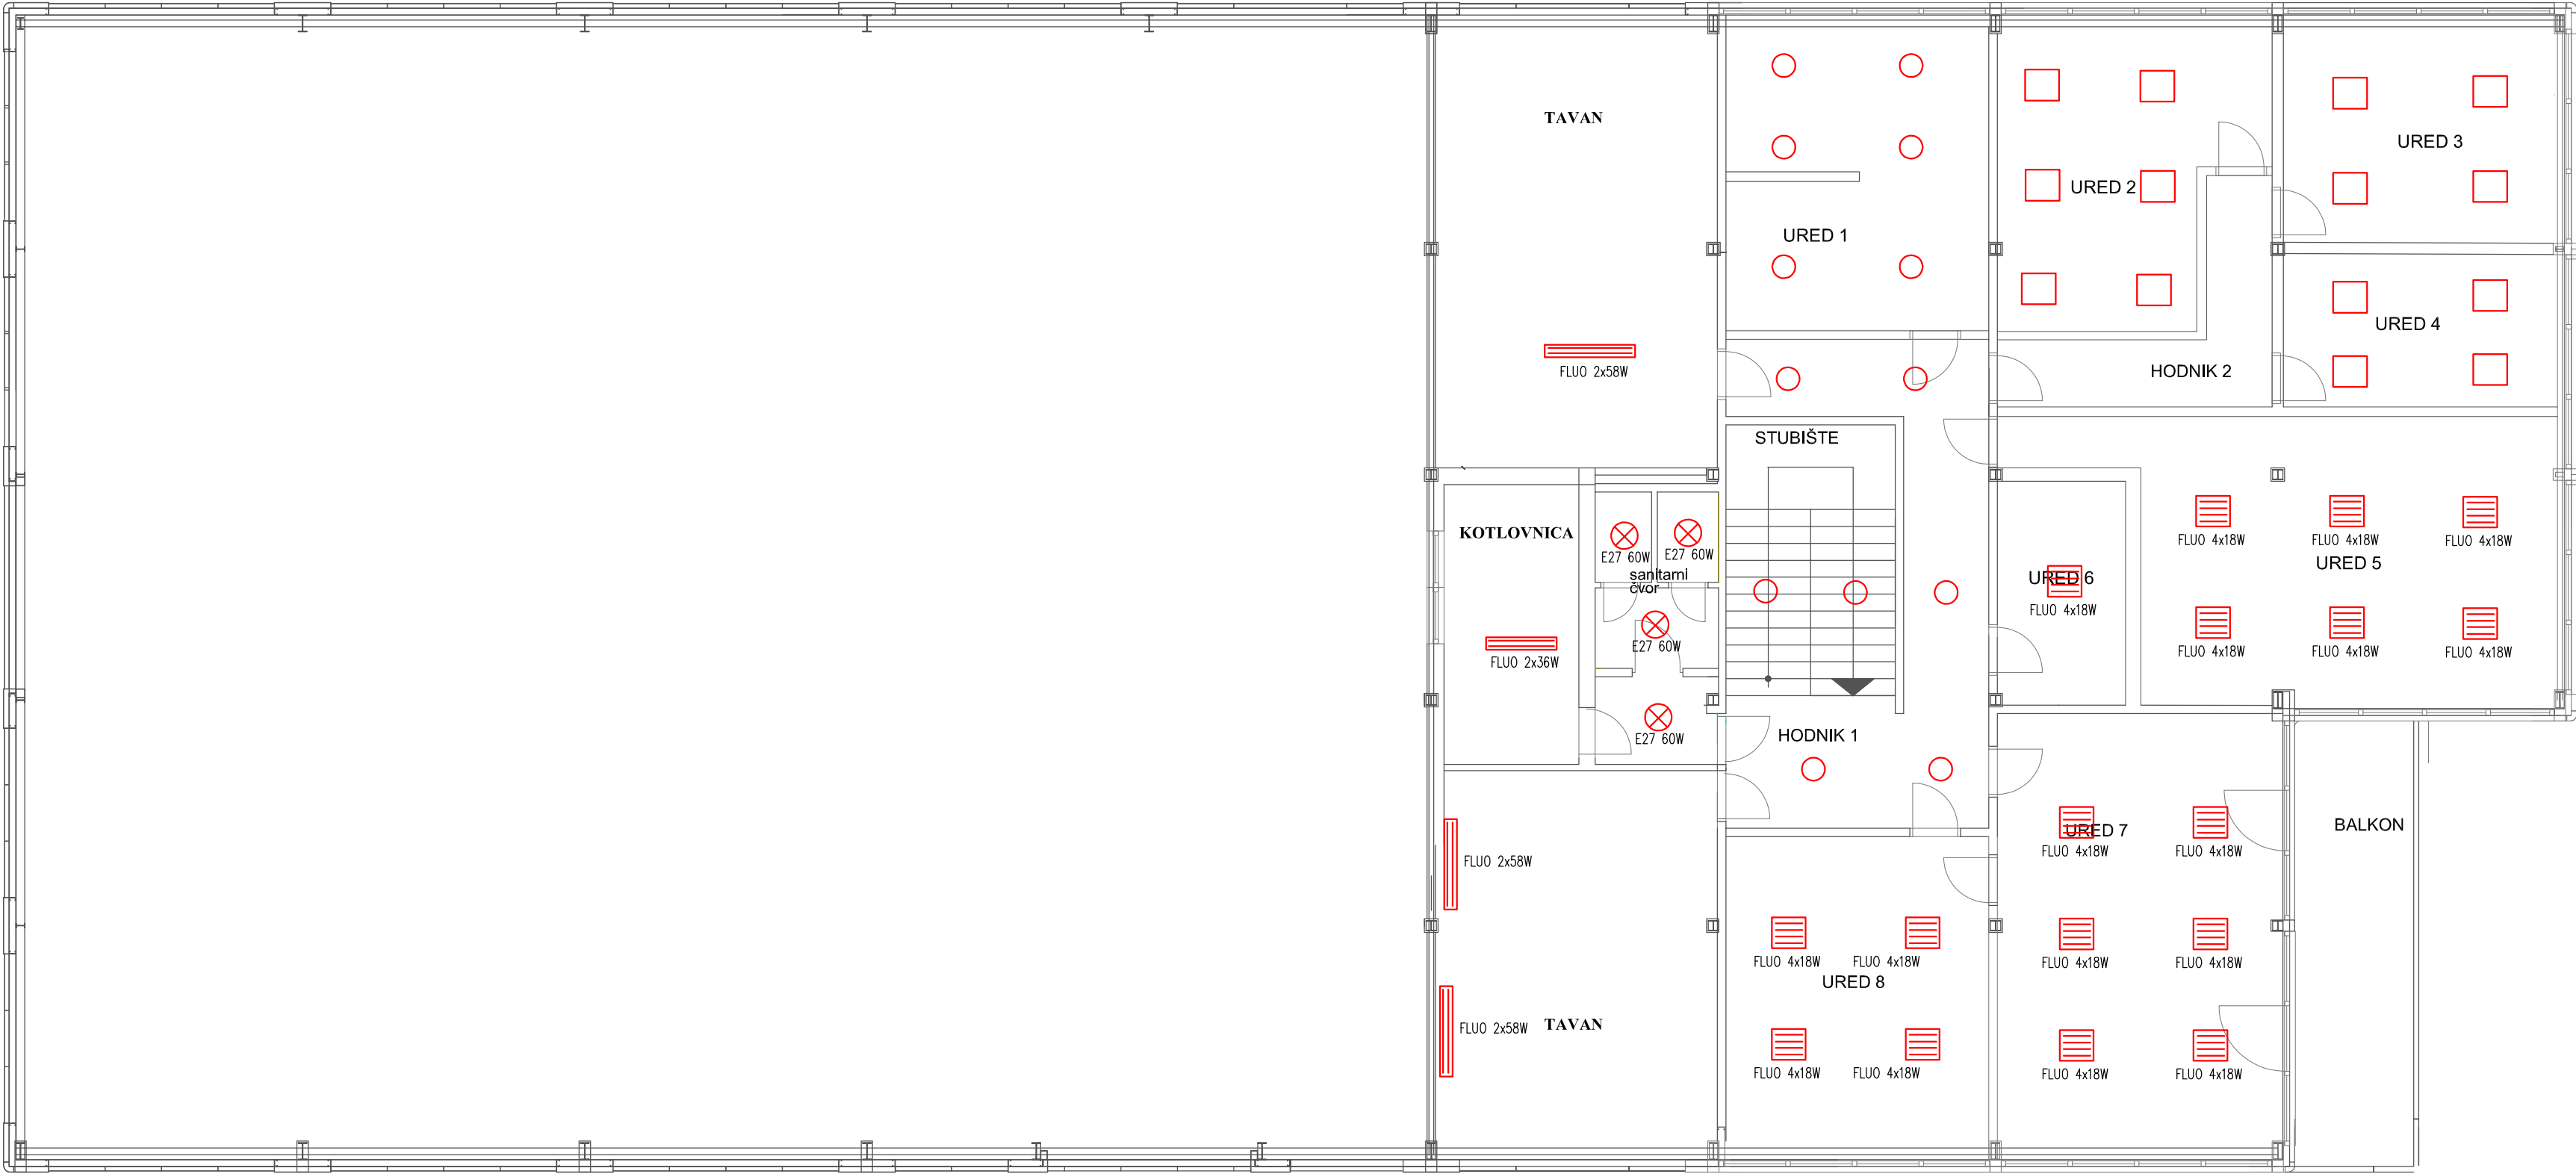 TAVAN
URED 3
URED 2
URED 1
URED 4
FLUO 2x58W
HODNIK 2
STUBIŠTE
KOTLOVNICA
E27 60W
E27 60W
sanitarni
čvor
FLUO 4x18W
FLUO 4x18W
FLUO 4x18W
URED 5
URED 6
FLUO 4x18W
E27 60W
FLUO 2x36W
FLUO 4x18W
FLUO 4x18W
FLUO 4x18W
E27 60W
HODNIK 1
BALKON
URED 7
FLUO 4x18W
FLUO 4x18W
FLUO 2x58W
FLUO 4x18W
FLUO 4x18W
FLUO 4x18W
FLUO 4x18W
URED 8
FLUO 2x58W
TAVAN
FLUO 4x18W
FLUO 4x18W
FLUO 4x18W
FLUO 4x18W